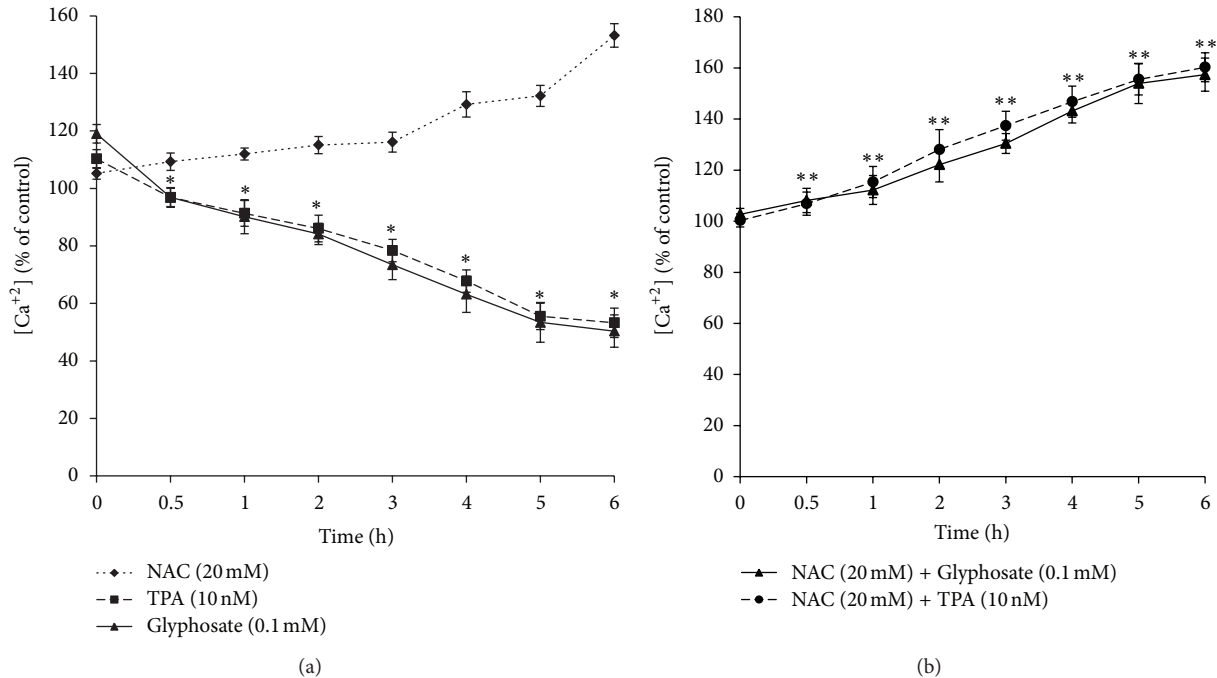 160
140
120
100
80
60
40
20
0
[Ca+2] (% of control)
* * * * * * *
0 0.5 1 2 3 4 5 6
Time (h)
NAC (20 mM)
TPA (10 nM)
Glyphosate (0.1 mM)
(a)
180
160
140
120
100
80
60
40
20
0
[Ca+2] (% of control)
** ** ** ** ** ** **
0 0.5 1 2 3 4 5 6
Time (h)
NAC (20 mM) + Glyphosate (0.1 mM)
NAC (20 mM) + TPA (10 nM)
(b)